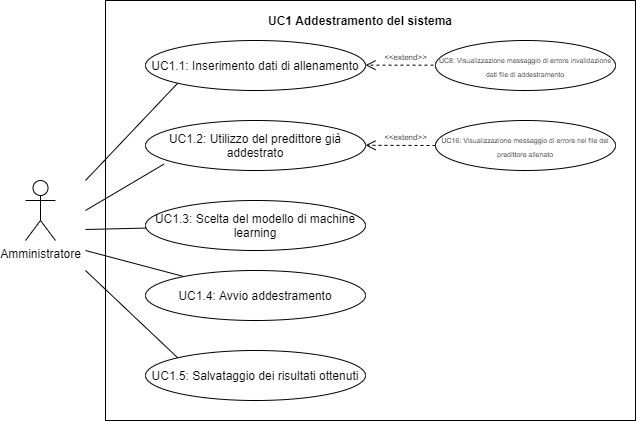 UC1 Addestramento del sistema
UC1.1: Inserimento dati di allenamento
<<extend>>
UC8: Visualizzazione messaggio di errore invalidazione
dati file di addestramento
UC1.2: Utilizzo del predittore già
addestrato
<<extend>>
UC16: Visualizzazione messaggio di errore nel file del
predittore allenato
UC1.3: Scelta del modello di machine
learning
Amministratore
UC1.4: Avvio addestramento
UC1.5: Salvataggio dei risultati ottenuti